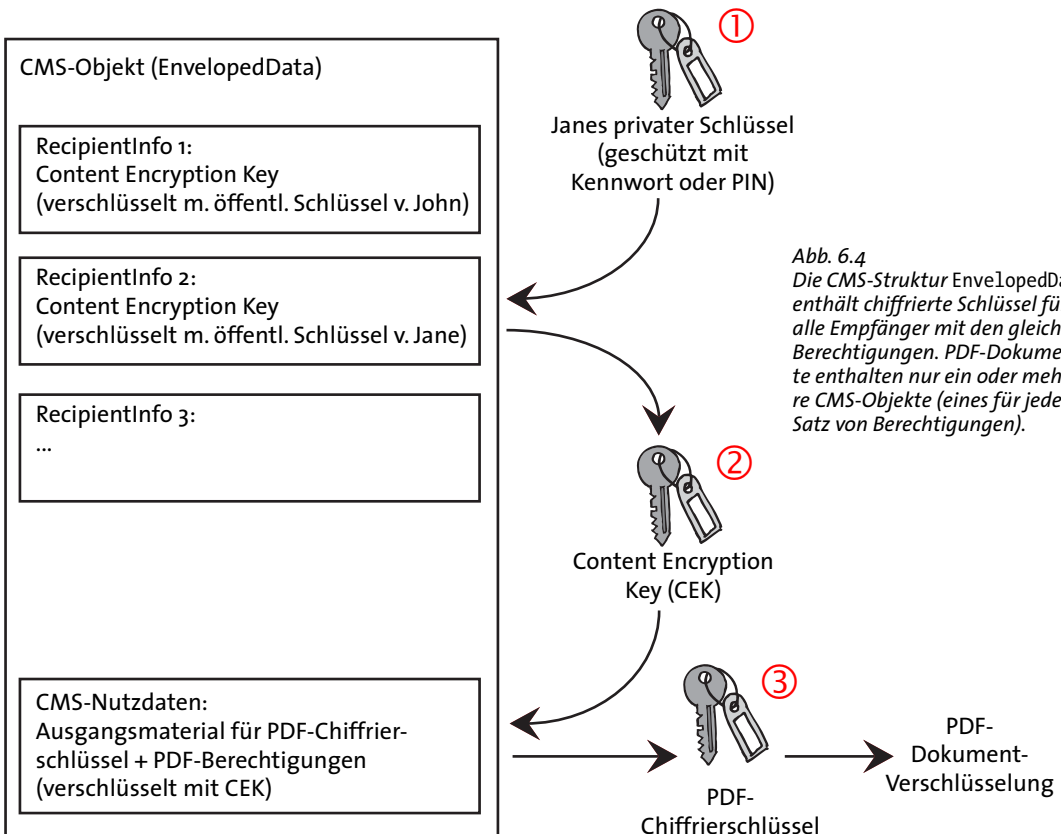 CMS-Objekt (EnvelopedData)
RecipientInfo 1:
Content Encryption Key
(verschlüsselt m. öffentl. Schlüssel v. John)
RecipientInfo 2:
Content Encryption Key
(verschlüsselt m. öffentl. Schlüssel v. Jane)
RecipientInfo 3:
...
CMS-Nutzdaten:
Ausgangsmaterial für PDF-Chiffrier-
schlüssel + PDF-Berechtigungen
(verschlüsselt mit CEK)
①
Janes privater Schlüssel
(geschützt mit
Kennwort oder PIN)
Abb. 6.4
Die CMS-Struktur EnvelopedDa
enthält chiffrierte Schlüssel fü
alle Empfänger mit den gleich
Berechtigungen. PDF-Dokume
te enthalten nur ein oder meh
re CMS-Objekte (eines für jede
Satz von Berechtigungen).
②
Content Encryption
Key (CEK)
③
PDF-
Chiffrierschlüssel
PDF-
Dokument-
Verschlüsselung